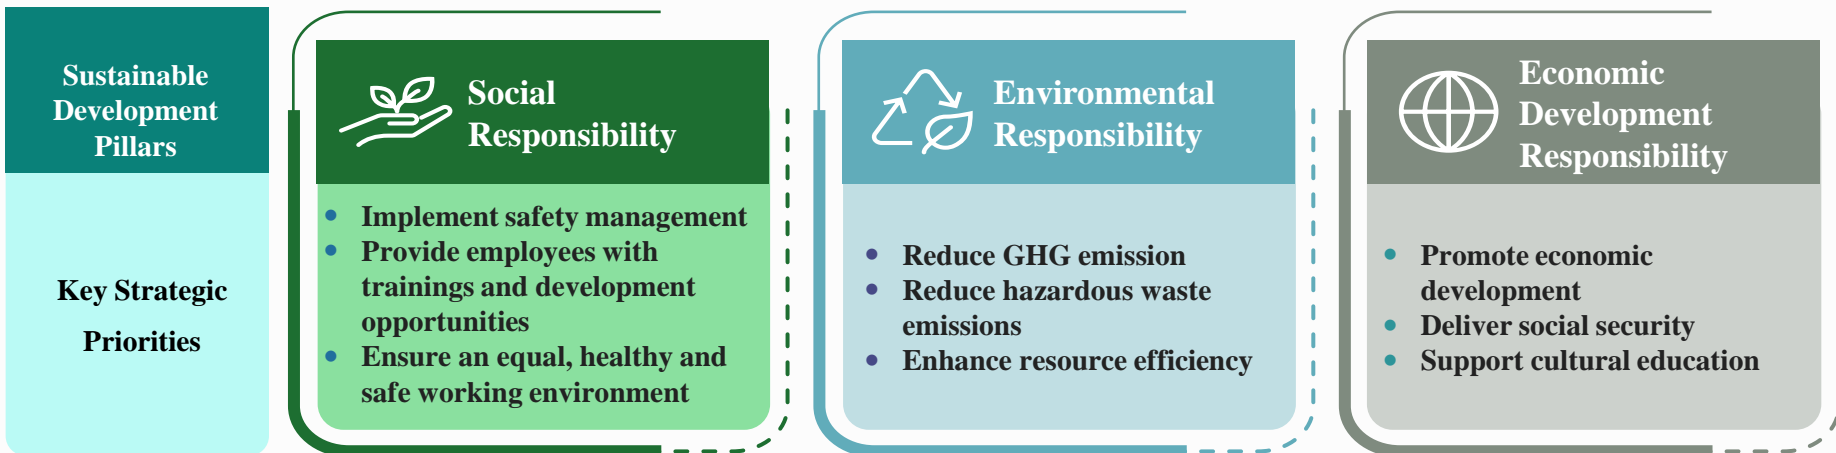 Sustainable
Development
Pillars
Social
Responsibility
Environmental
Responsibility
Economic
Development
Responsibility
Key Strategic
Priorities
• Implement safety management
• Provide employees with
trainings and development
opportunities
• Ensure an equal, healthy and
safe working environment
• Reduce GHG emission
• Reduce hazardous waste
emissions
• Enhance resource efficiency
• Promote economic
development
• Deliver social security
• Support cultural education